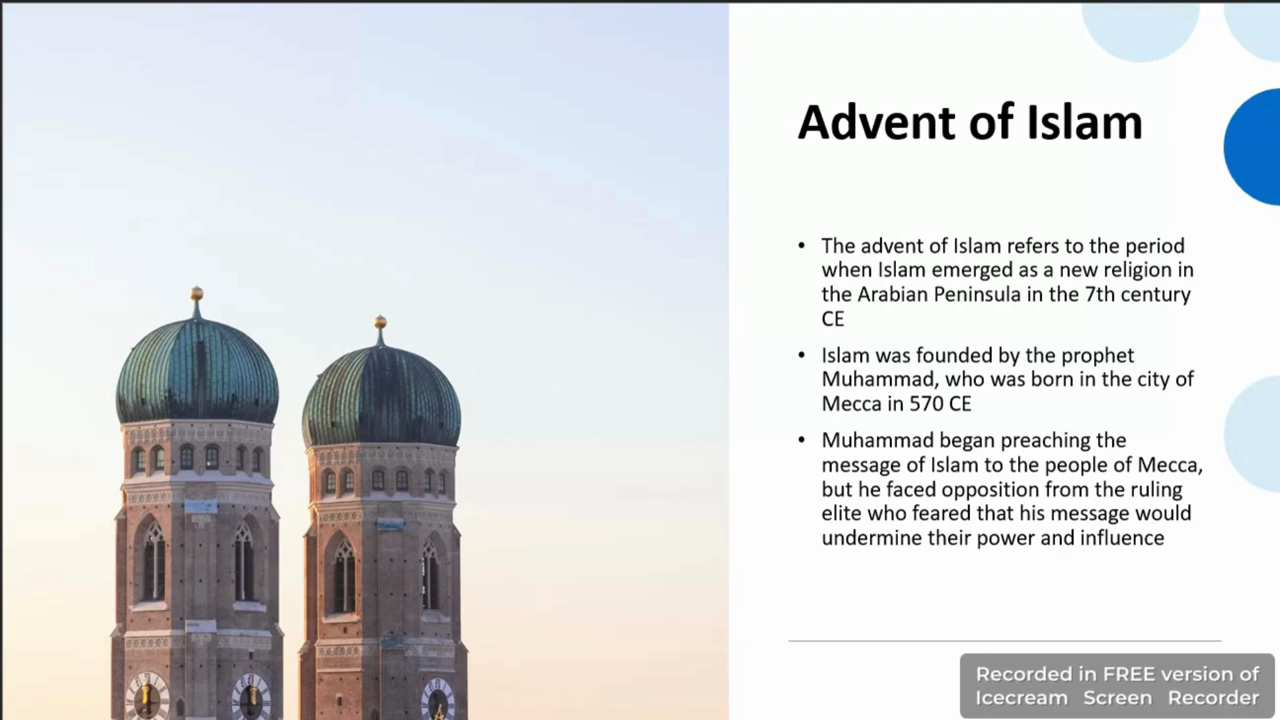 Advent of Islam
• The advent of Islam refers to the period
when Islam emerged as a new religion in
the Arabian Peninsula in the 7th century
CE
• Islam was founded by the prophet
Muhammad, who was born in the city of
Mecca in 570 CE
• Muhammad began preaching the
message of Islam to the people of Mecca,
but he faced opposition from the ruling
elite who feared that his message would
undermine their power and influence
Recorded in FREE version of
Icecream Screen Recorder